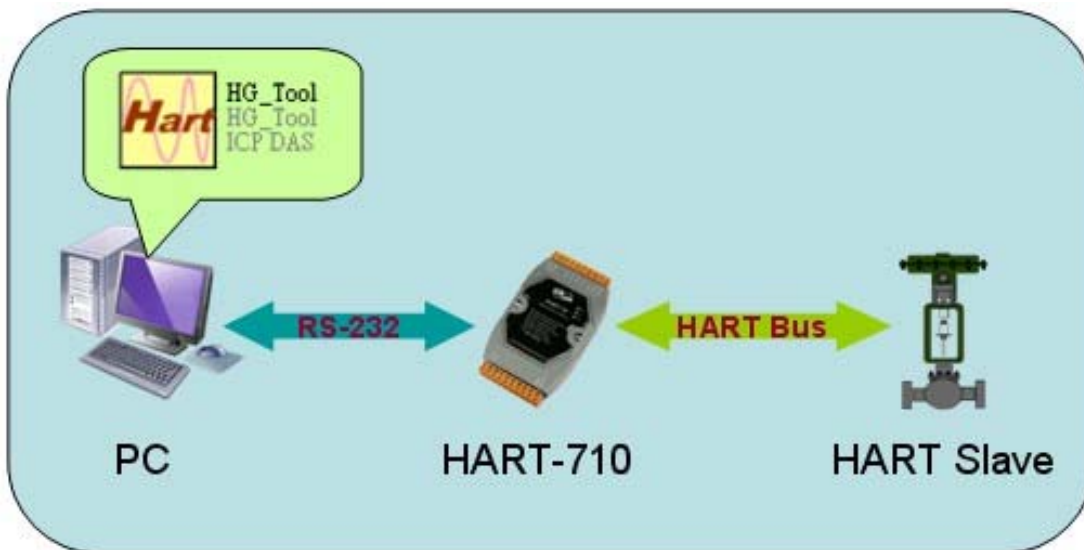 Hart
HG_Tool
HG_Tool
ICP DAS
RS-232
HART Bus
PC
HART-710
HART Slave